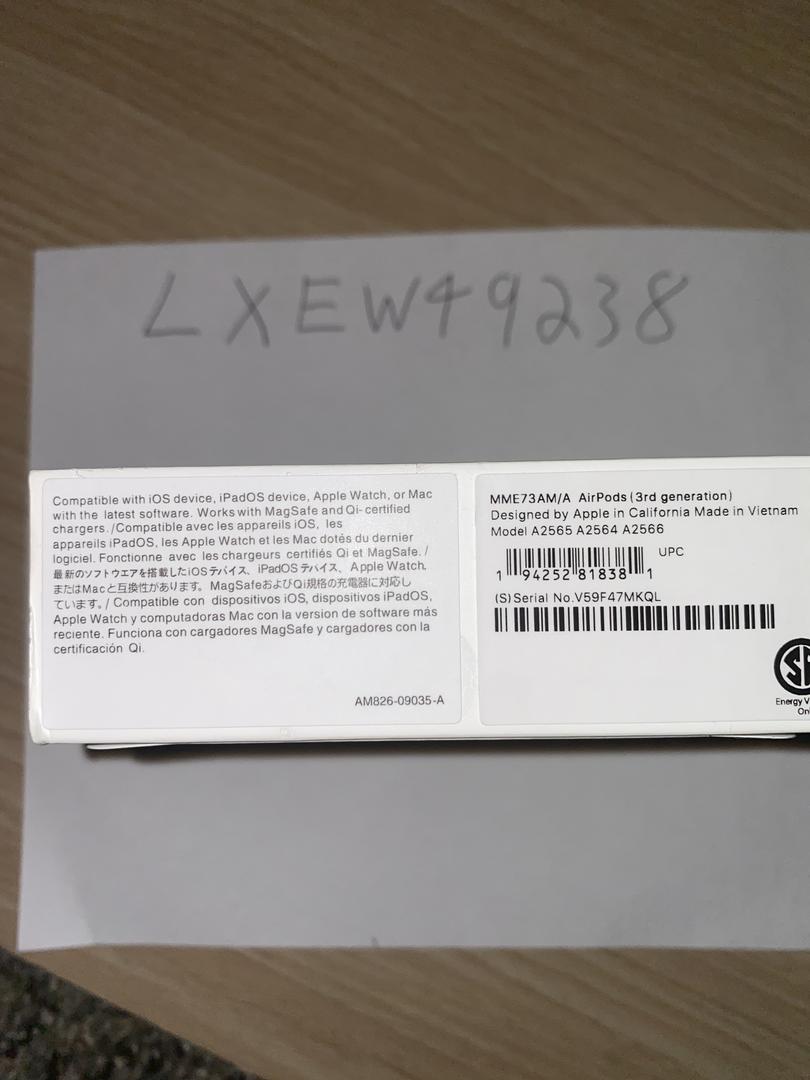 LXEW49238
Compatible with iOS device, iPadOS device, Apple Watch, or Mac
with the latest software. Works with MagSafe and Qi-certified
chargers. / Compatible avec les appareils iOS, les
appareils iPadOS, les Apple Watch et les Mac dotés du dernier
logiciel. Fonctionne avec les chargeurs certifiés Qi et MagSafe. /
最新のソフトウエアを搭載したiOSデバイス、iPadOSデバイス、Apple Watch、
またはMacと互換性があります。MagSafeおよびQi規格の充電器に対応し
ています。/ Compatible con dispositivos iOS, dispositivos iPadOS,
Apple Watch y computadoras Mac con la version de software más
reciente. Funciona con cargadores MagSafe y cargadores con la
certificación Qi.
AM826-09035-A
MME73AM/A AirPods (3rd generation)
Designed by Apple in California Made in Vietnam
Model A2565 A2564 A2566
UPC
1 94252 81838 1
(S) Serial No. V59F47MKQL
Energy V
On